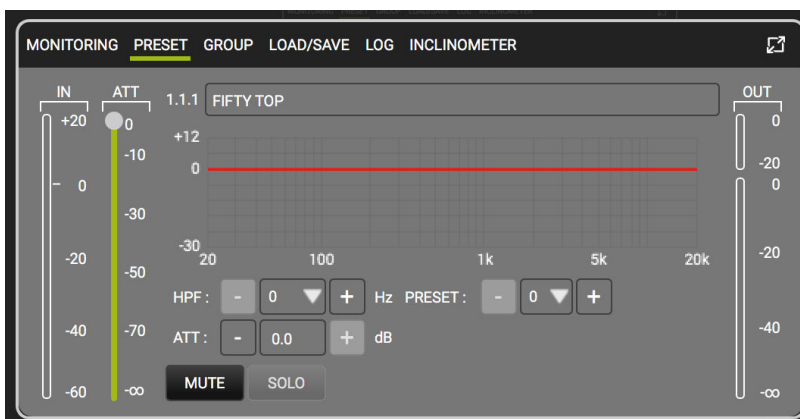 MONITORING PRESET GROUP LOAD/SAVE LOG INCLINOMETER
IN ATT 1.1.1 FIFTY TOP OUT
+20 0 +12 0
-10 0 -20
0 0
-30
-20 -30 -20
20 100 1k 5k 20k
-50
HPF : - 0 + Hz PRESET : - 0 +
-40 -70 ATT : - 0.0 + dB -40
-60 -∞ MUTE SOLO -∞